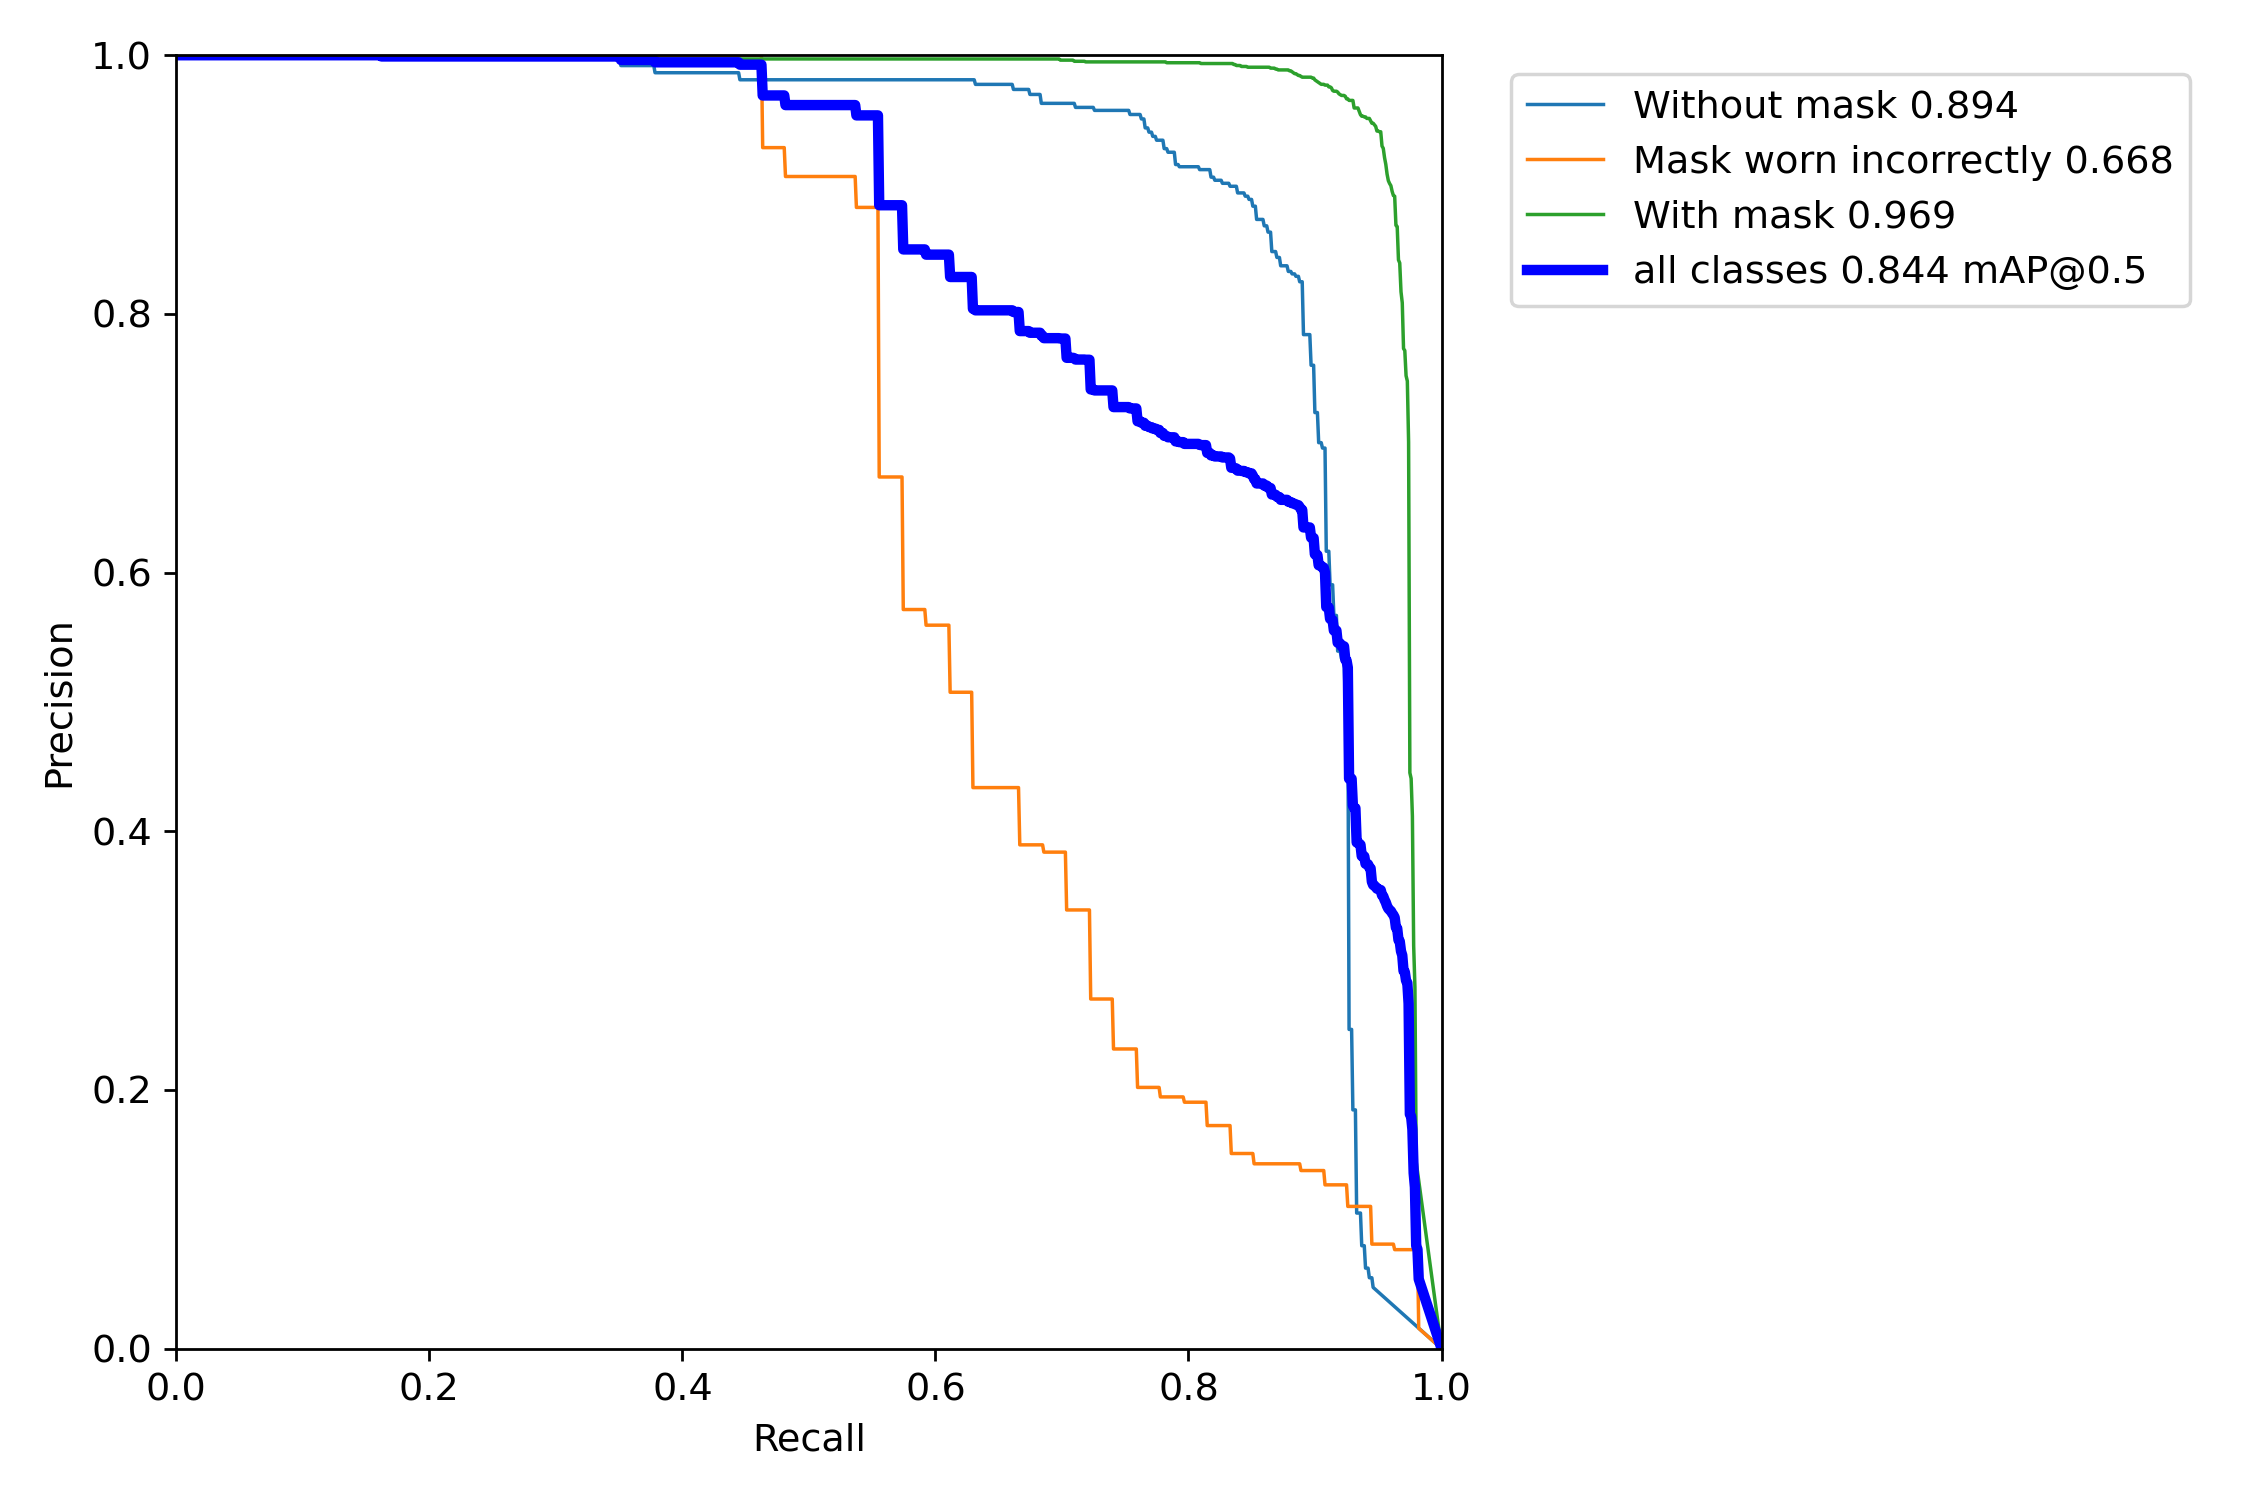 1.0
0.8
0.6
0.4
0.2
0.0
Precision
0.0 0.2 0.4 0.6 0.8 1.0
Recall
Without mask 0.894
Mask worn incorrectly 0.668
With mask 0.969
all classes 0.844 mAP@0.5